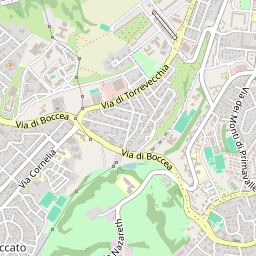 Via di Torrevecchia
Via di Boccea
Via dei Monti di Primavalle
Via di Boccea
Via Cornelia
Nazareth
ccato